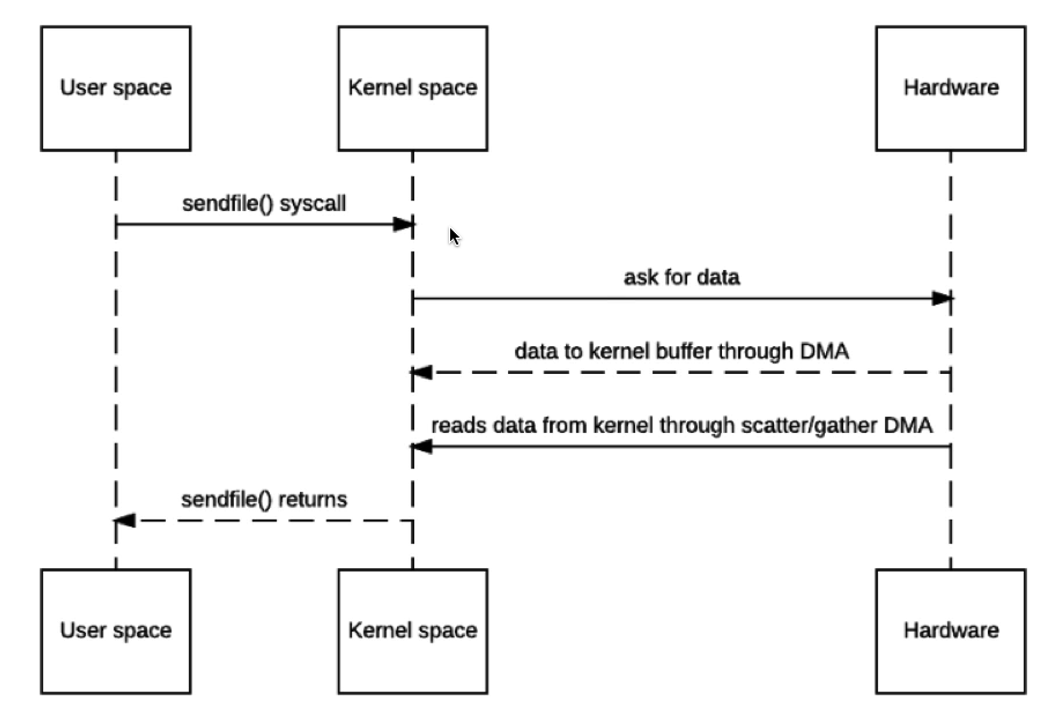 User space
Kernel space
Hardware
sendfile() syscall
ask for data
data to kernel buffer through DMA
reads data from kernel through scatter/gather DMA
sendfile() returns
User space
Kernel space
Hardware